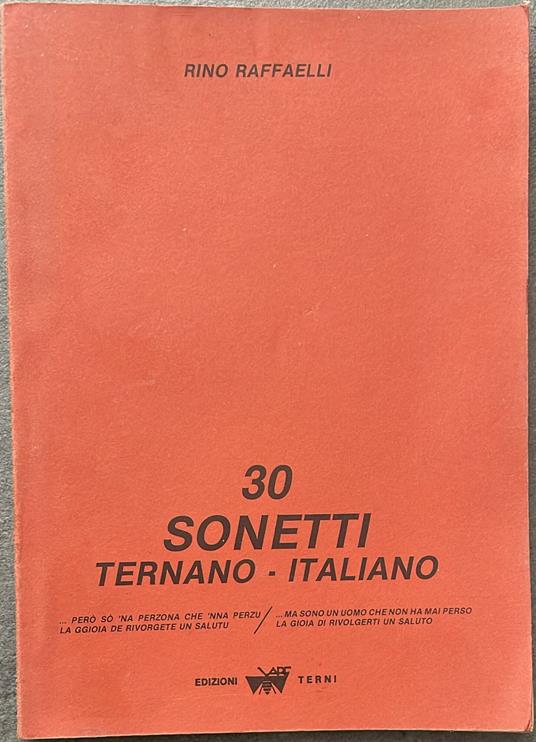 RINO RAFFAELLI
30
SONETTI
TERNANO - ITALIANO
... PERÒ SÒ 'NA PERZONA CHE 'NNA PERZU
LA GGIOIA DE RIVORGETE UN SALUTU
/
... MA SONO UN UOMO CHE NON HA MAI PERSO
LA GIOIA DI RIVOLGERTI UN SALUTO
EDIZIONI TERNI